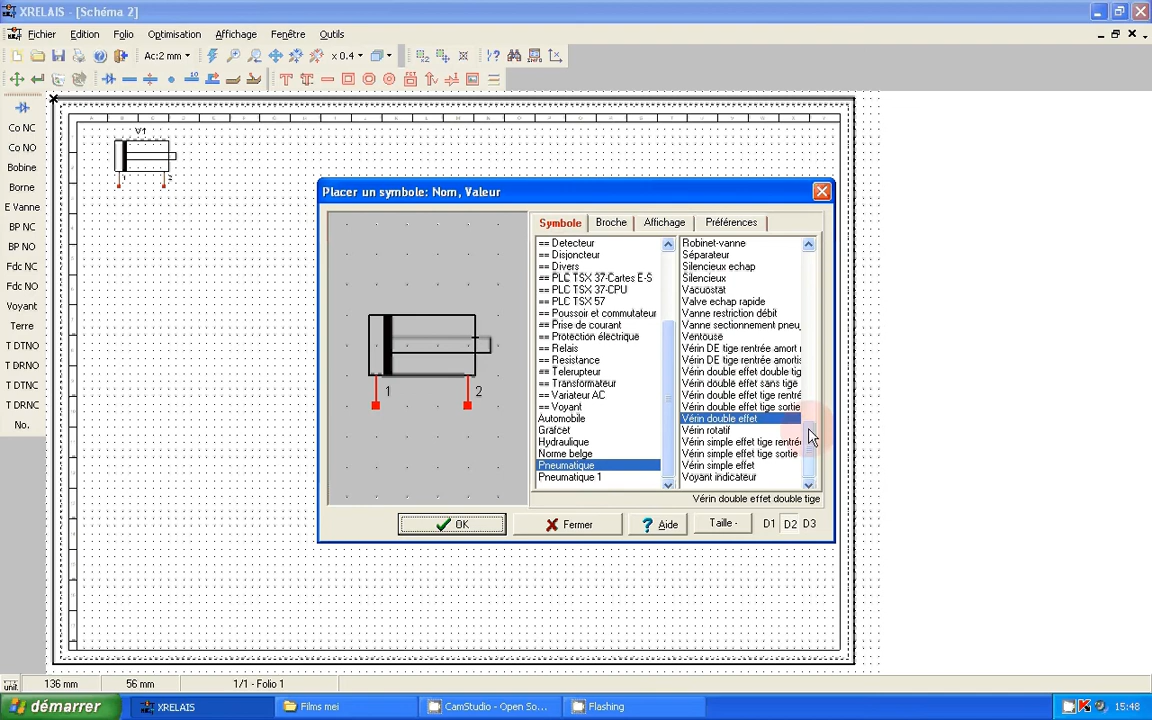 XRELAIS - [Schéma 2]
Fichier Edition Folio Optimisation Affichage Fenêtre Outils
Ac:2 mm x 0.4
Co NC
Co NO
Bobine
Borne
E Vanne
BP NC
BP NO
Fdc NC
Fdc NO
Voyant
Terre
T DTNO
T DRNO
T DTNC
T DRNC
No.
V1
1 2
Placer un symbole: Nom, Valeur
Symbole Broche Affichage Préférences
1 2
== Detecteur
== Disjoncteur
== Divers
== PLC TSX 37-Cartes E-S
== PLC TSX 37-CPU
== PLC TSX 57
== Poussoir et commutateur
== Prise de courant
== Protection électrique
== Relais
== Resistance
== Telerupteur
== Transformateur
== Variateur AC
== Voyant
Automobile
Grafcet
Hydraulique
Norme belge
Pneumatique
Pneumatique 1
Robinet-vanne
Séparateur
Silencieux echap
Silencieux
Vacuostat
Valve echap rapide
Vanne restriction débit
Vanne sectionnement pneu
Ventouse
Vérin DE tige rentrée amort r
Vérin DE tige rentrée amortis
Vérin double effet double tig
Vérin double effet sans tige
Vérin double effet tige rentré
Vérin double effet tige sortie
Vérin double effet
Vérin rotatif
Vérin simple effet tige rentrée
Vérin simple effet tige sortie
Vérin simple effet
Voyant indicateur
Vérin double effet double tige
OK Fermer Aide Taille - D1 D2 D3
unit. 136 mm 56 mm 1/1 - Folio 1
démarrer XRELAIS Films mei CamStudio - Open So... Flashing 15:48